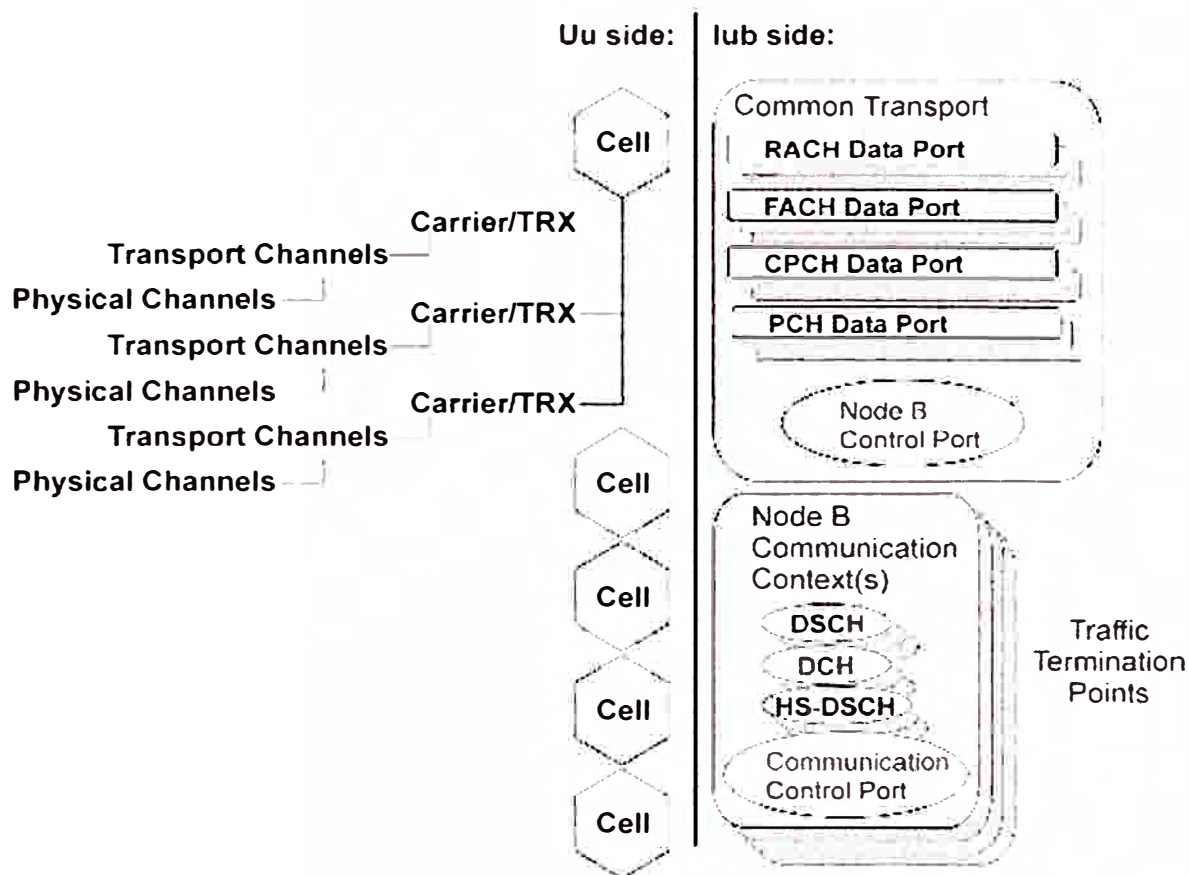 Uu side:
Iub side:
Cell
Carrier/TRX
Transport Channels
Physical Channels
Carrier/TRX
Transport Channels
Physical Channels
Carrier/TRX
Transport Channels
Physical Channels
Cell
Cell
Cell
Cell
Common Transport
RACH Data Port
FACH Data Port
CPCH Data Port
PCH Data Port
Node B
Control Port
Node B
Communication
Context(s)
DSCH
DCH
HS-DSCH
Communication
Control Port
Traffic
Termination
Points